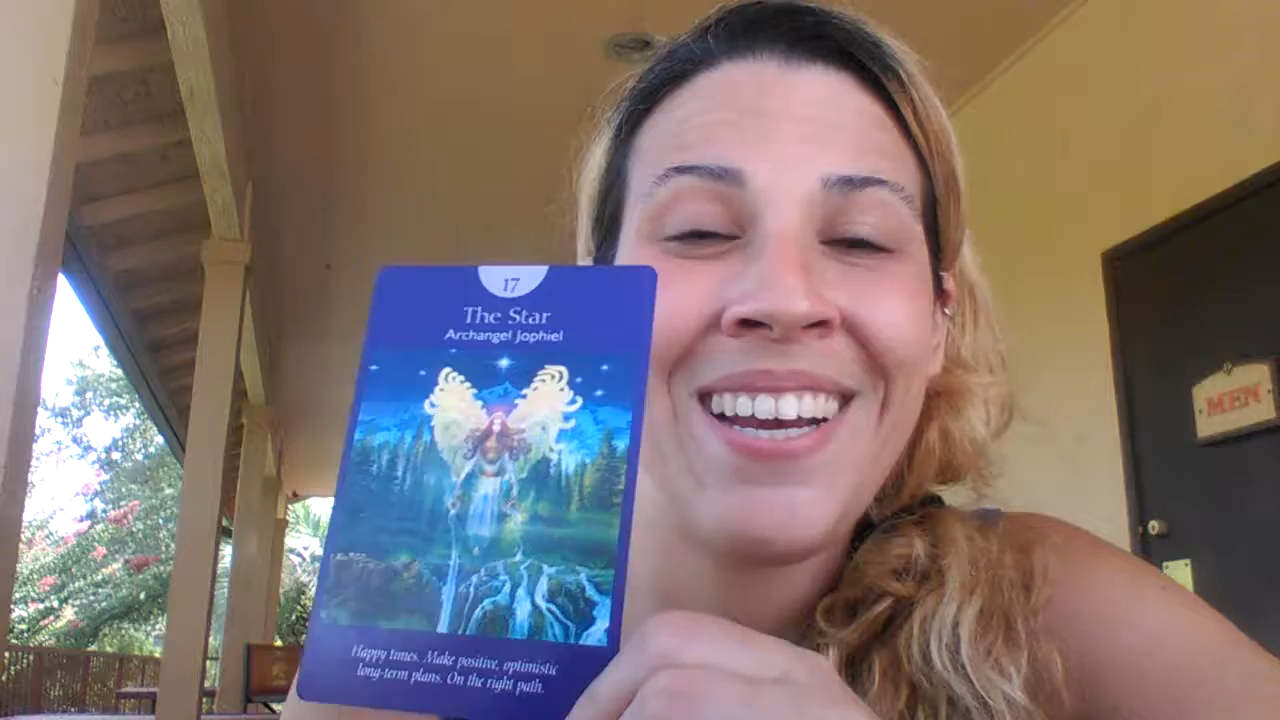 17
The Star
Archangel Jophiel
Happy times. Make positive, optimistic
long-term plans. On the right path.
MEN